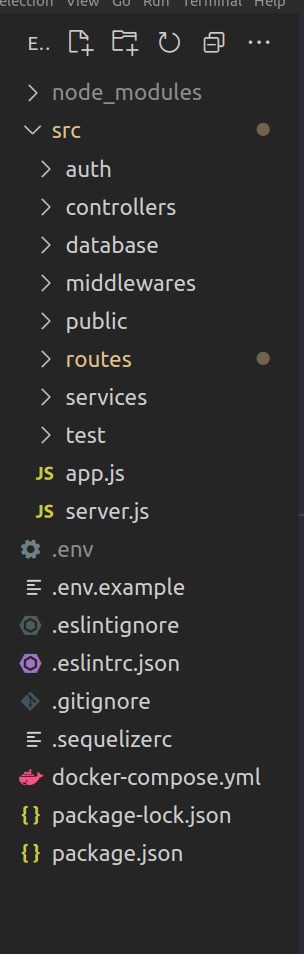 election View Go Run Terminal Help
E..
node_modules
src
auth
controllers
database
middlewares
public
routes
services
test
JS app.js
JS server.js
.env
.env.example
.eslintignore
.eslintrc.json
.gitignore
.sequelizerc
docker-compose.yml
{ } package-lock.json
{ } package.json